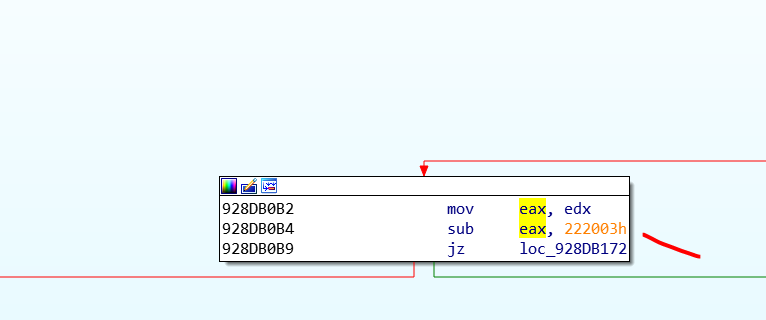 928DB0B2 mov eax, edx
928DB0B4 sub eax, 222003h
928DB0B9 jz loc_928DB172